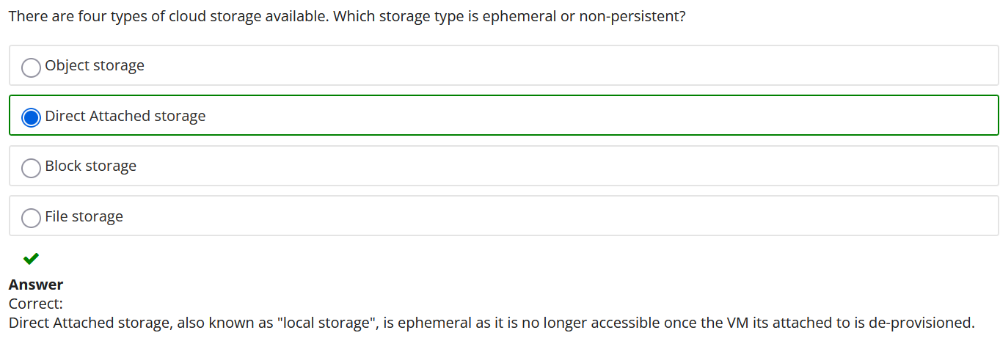 There are four types of cloud storage available. Which storage type is ephemeral or non-persistent?
Object storage
Direct Attached storage
Block storage
File storage
Answer
Correct:
Direct Attached storage, also known as "local storage", is ephemeral as it is no longer accessible once the VM its attached to is de-provisioned.